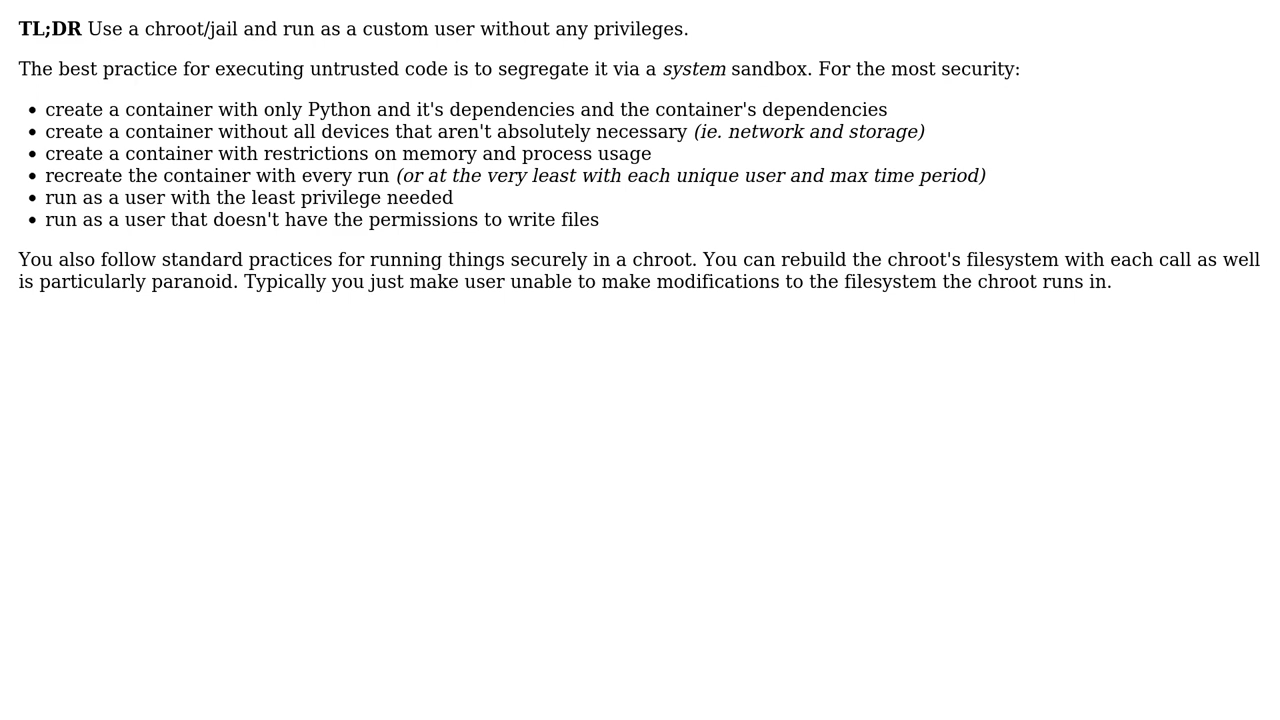 TL;DR Use a chroot/jail and run as a custom user without any privileges.
The best practice for executing untrusted code is to segregate it via a system sandbox. For the most security:
• create a container with only Python and it's dependencies and the container's dependencies
• create a container without all devices that aren't absolutely necessary (ie. network and storage)
• create a container with restrictions on memory and process usage
• recreate the container with every run (or at the very least with each unique user and max time period)
• run as a user with the least privilege needed
• run as a user that doesn't have the permissions to write files
You also follow standard practices for running things securely in a chroot. You can rebuild the chroot's filesystem with each call as well
is particularly paranoid. Typically you just make user unable to make modifications to the filesystem the chroot runs in.